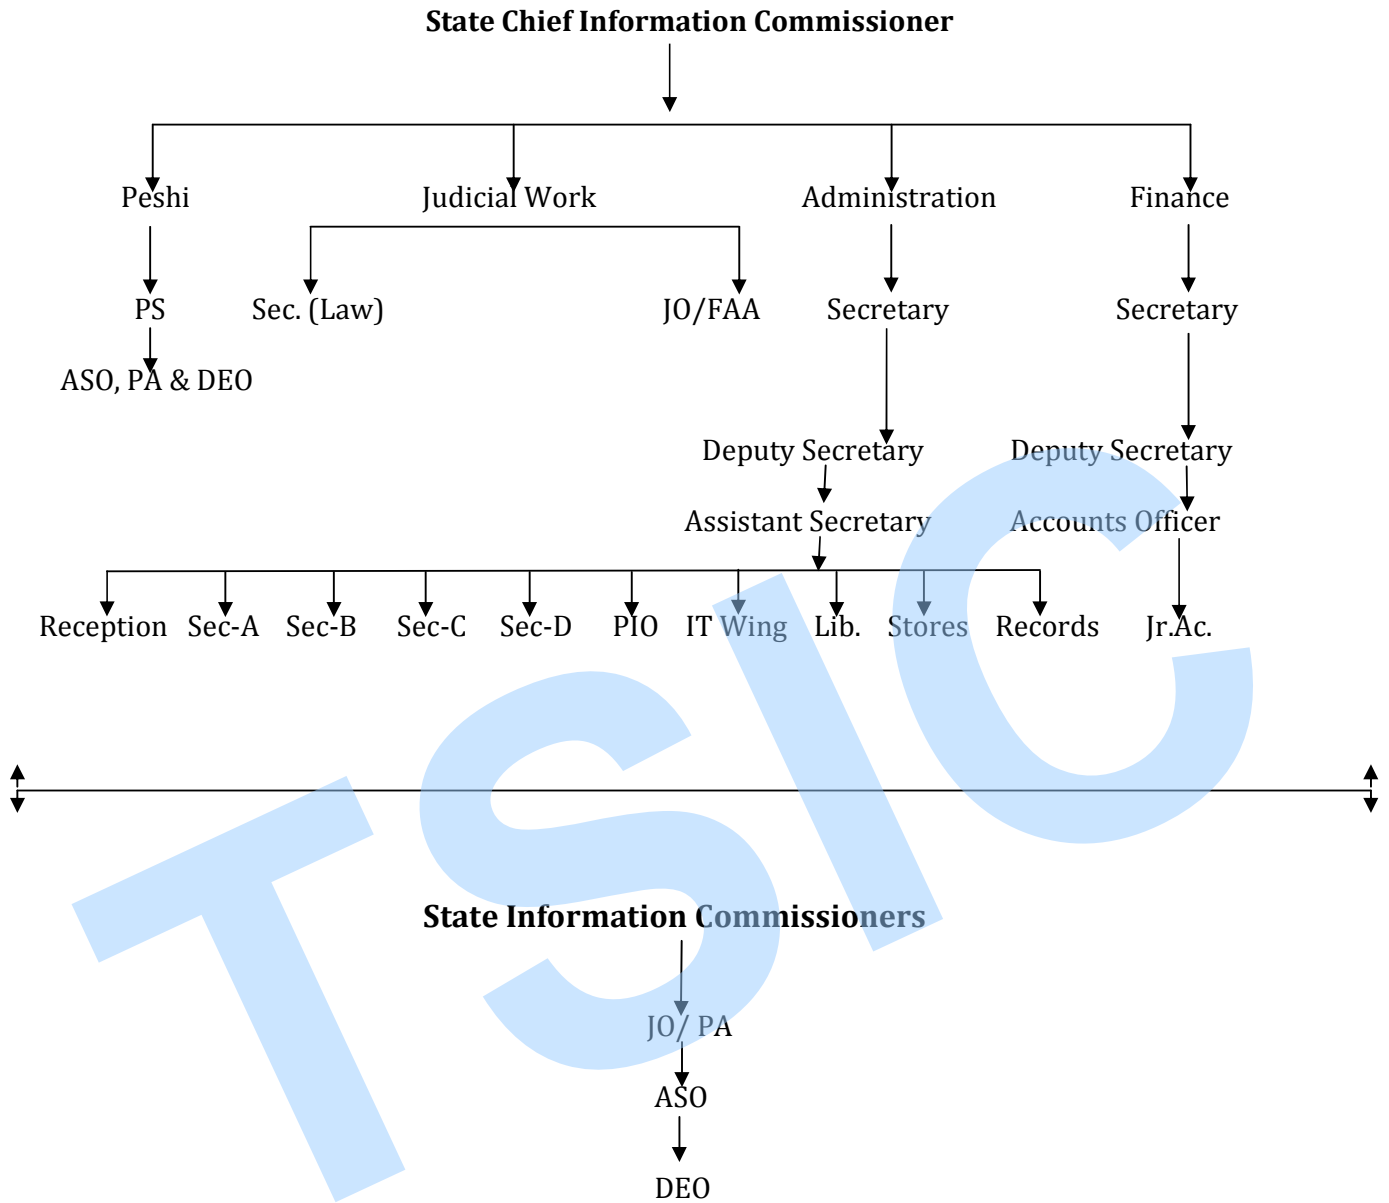 State Chief Information Commissioner
Peshi Judicial Work Administration Finance
PS Sec. (Law) JO/FAA Secretary Secretary
ASO, PA & DEO
Deputy Secretary Deputy Secretary
Assistant Secretary Accounts Officer
Reception Sec-A Sec-B Sec-C Sec-D PIO IT Wing Lib. Stores Records Jr.Ac.
TSIC
State Information Commissioners
JO/ PA
ASO
DEO